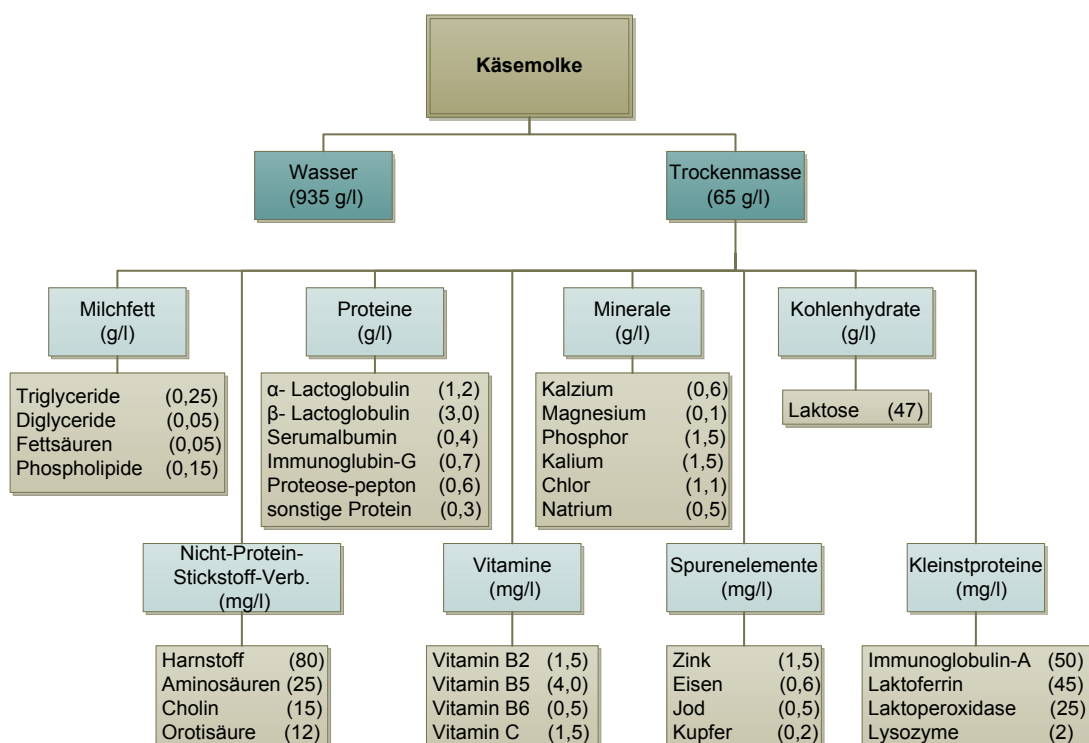 Käsemolke
Wasser
(935 g/l)
Trockenmasse
(65 g/l)
Milchfett
(g/l)
Proteine
(g/l)
Minerale
(g/l)
Kohlenhydrate
(g/l)
Triglyceride (0,25)
Diglyceride (0,05)
Fettsäuren (0,05)
Phospholipide (0,15)
α- Lactoglobulin (1,2)
β- Lactoglobulin (3,0)
Serumalbumin (0,4)
Immunoglubin-G (0,7)
Proteose-pepton (0,6)
sonstige Protein (0,3)
Kalzium (0,6)
Magnesium (0,1)
Phosphor (1,5)
Kalium (1,5)
Chlor (1,1)
Natrium (0,5)
Laktose (47)
Nicht-Protein-
Stickstoff-Verb.
(mg/l)
Vitamine
(mg/l)
Spurenelemente
(mg/l)
Kleinstproteine
(mg/l)
Harnstoff (80)
Aminosäuren (25)
Cholin (15)
Orotisäure (12)
Vitamin B2 (1,5)
Vitamin B5 (4,0)
Vitamin B6 (0,5)
Vitamin C (1,5)
Zink (1,5)
Eisen (0,6)
Jod (0,5)
Kupfer (0,2)
Immunoglobulin-A (50)
Laktoferrin (45)
Laktoperoxidase (25)
Lysozyme (2)